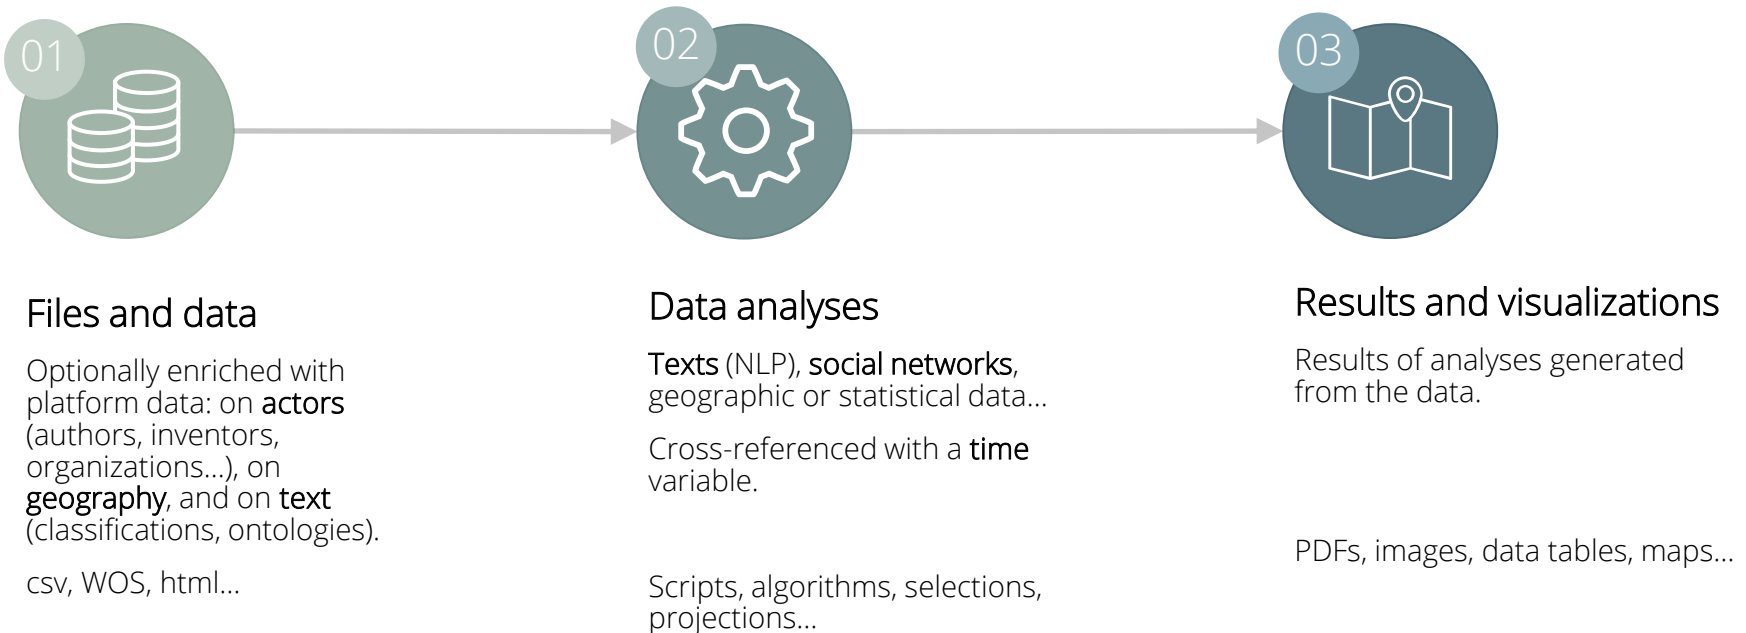 01
Files and data
Optionally enriched with
platform data: on actors
(authors, inventors,
organizations...), on
geography, and on text
(classifications, ontologies).
csv, WOS, html...
02
Data analyses
Texts (NLP), social networks,
geographic or statistical data...
Cross-referenced with a time
variable.
Scripts, algorithms, selections,
projections...
03
Results and visualizations
Results of analyses generated
from the data.
PDFs, images, data tables, maps...